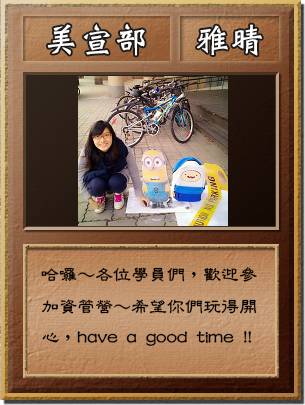 美宣部 雅晴
PARKING
哈囉～各位學員們，歡迎參
加資管營～希望你們玩得開
心，have a good time !!